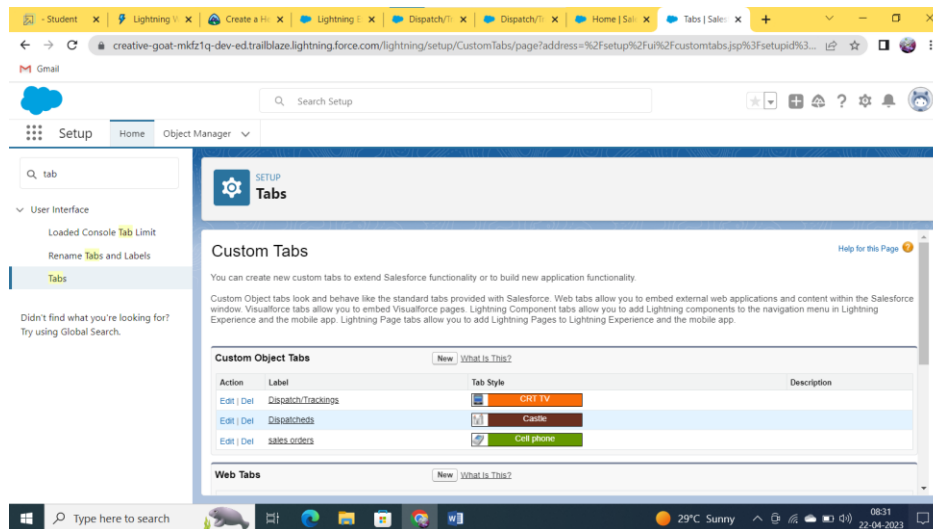 - Student
Lightning V
Create a He
Lightning E
Dispatch/Tr
Dispatch/Tr
Home | Sal
Tabs | Sales
creative-goat-mkfz1q-dev-ed.trailblaze.lightning.force.com/lightning/setup/CustomTabs/page?address=%2Fsetup%2Fui%2Fcustomtabs.jsp%3Fsetupid%3...
Gmail
Search Setup
Setup
Home
Object Manager
tab
User Interface
Loaded Console Tab Limit
Rename Tabs and Labels
Tabs
Didn't find what you're looking for?
Try using Global Search.
SETUP
Tabs
Custom Tabs
Help for this Page
You can create new custom tabs to extend Salesforce functionality or to build new application functionality.
Custom Object tabs look and behave like the standard tabs provided with Salesforce. Web tabs allow you to embed external web applications and content within the Salesforce
window. Visualforce tabs allow you to embed Visualforce pages. Lightning Component tabs allow you to add Lightning components to the navigation menu in Lightning
Experience and the mobile app. Lightning Page tabs allow you to add Lightning Pages to Lightning Experience and the mobile app.
Custom Object Tabs New What Is This?
Action Label Tab Style Description
Edit | Del Dispatch/Trackings CRT TV
Edit | Del Dispatcheds Castle
Edit | Del sales orders Cell phone
Web Tabs New What Is This?
Type here to search
29°C Sunny
08:31
22-04-2023